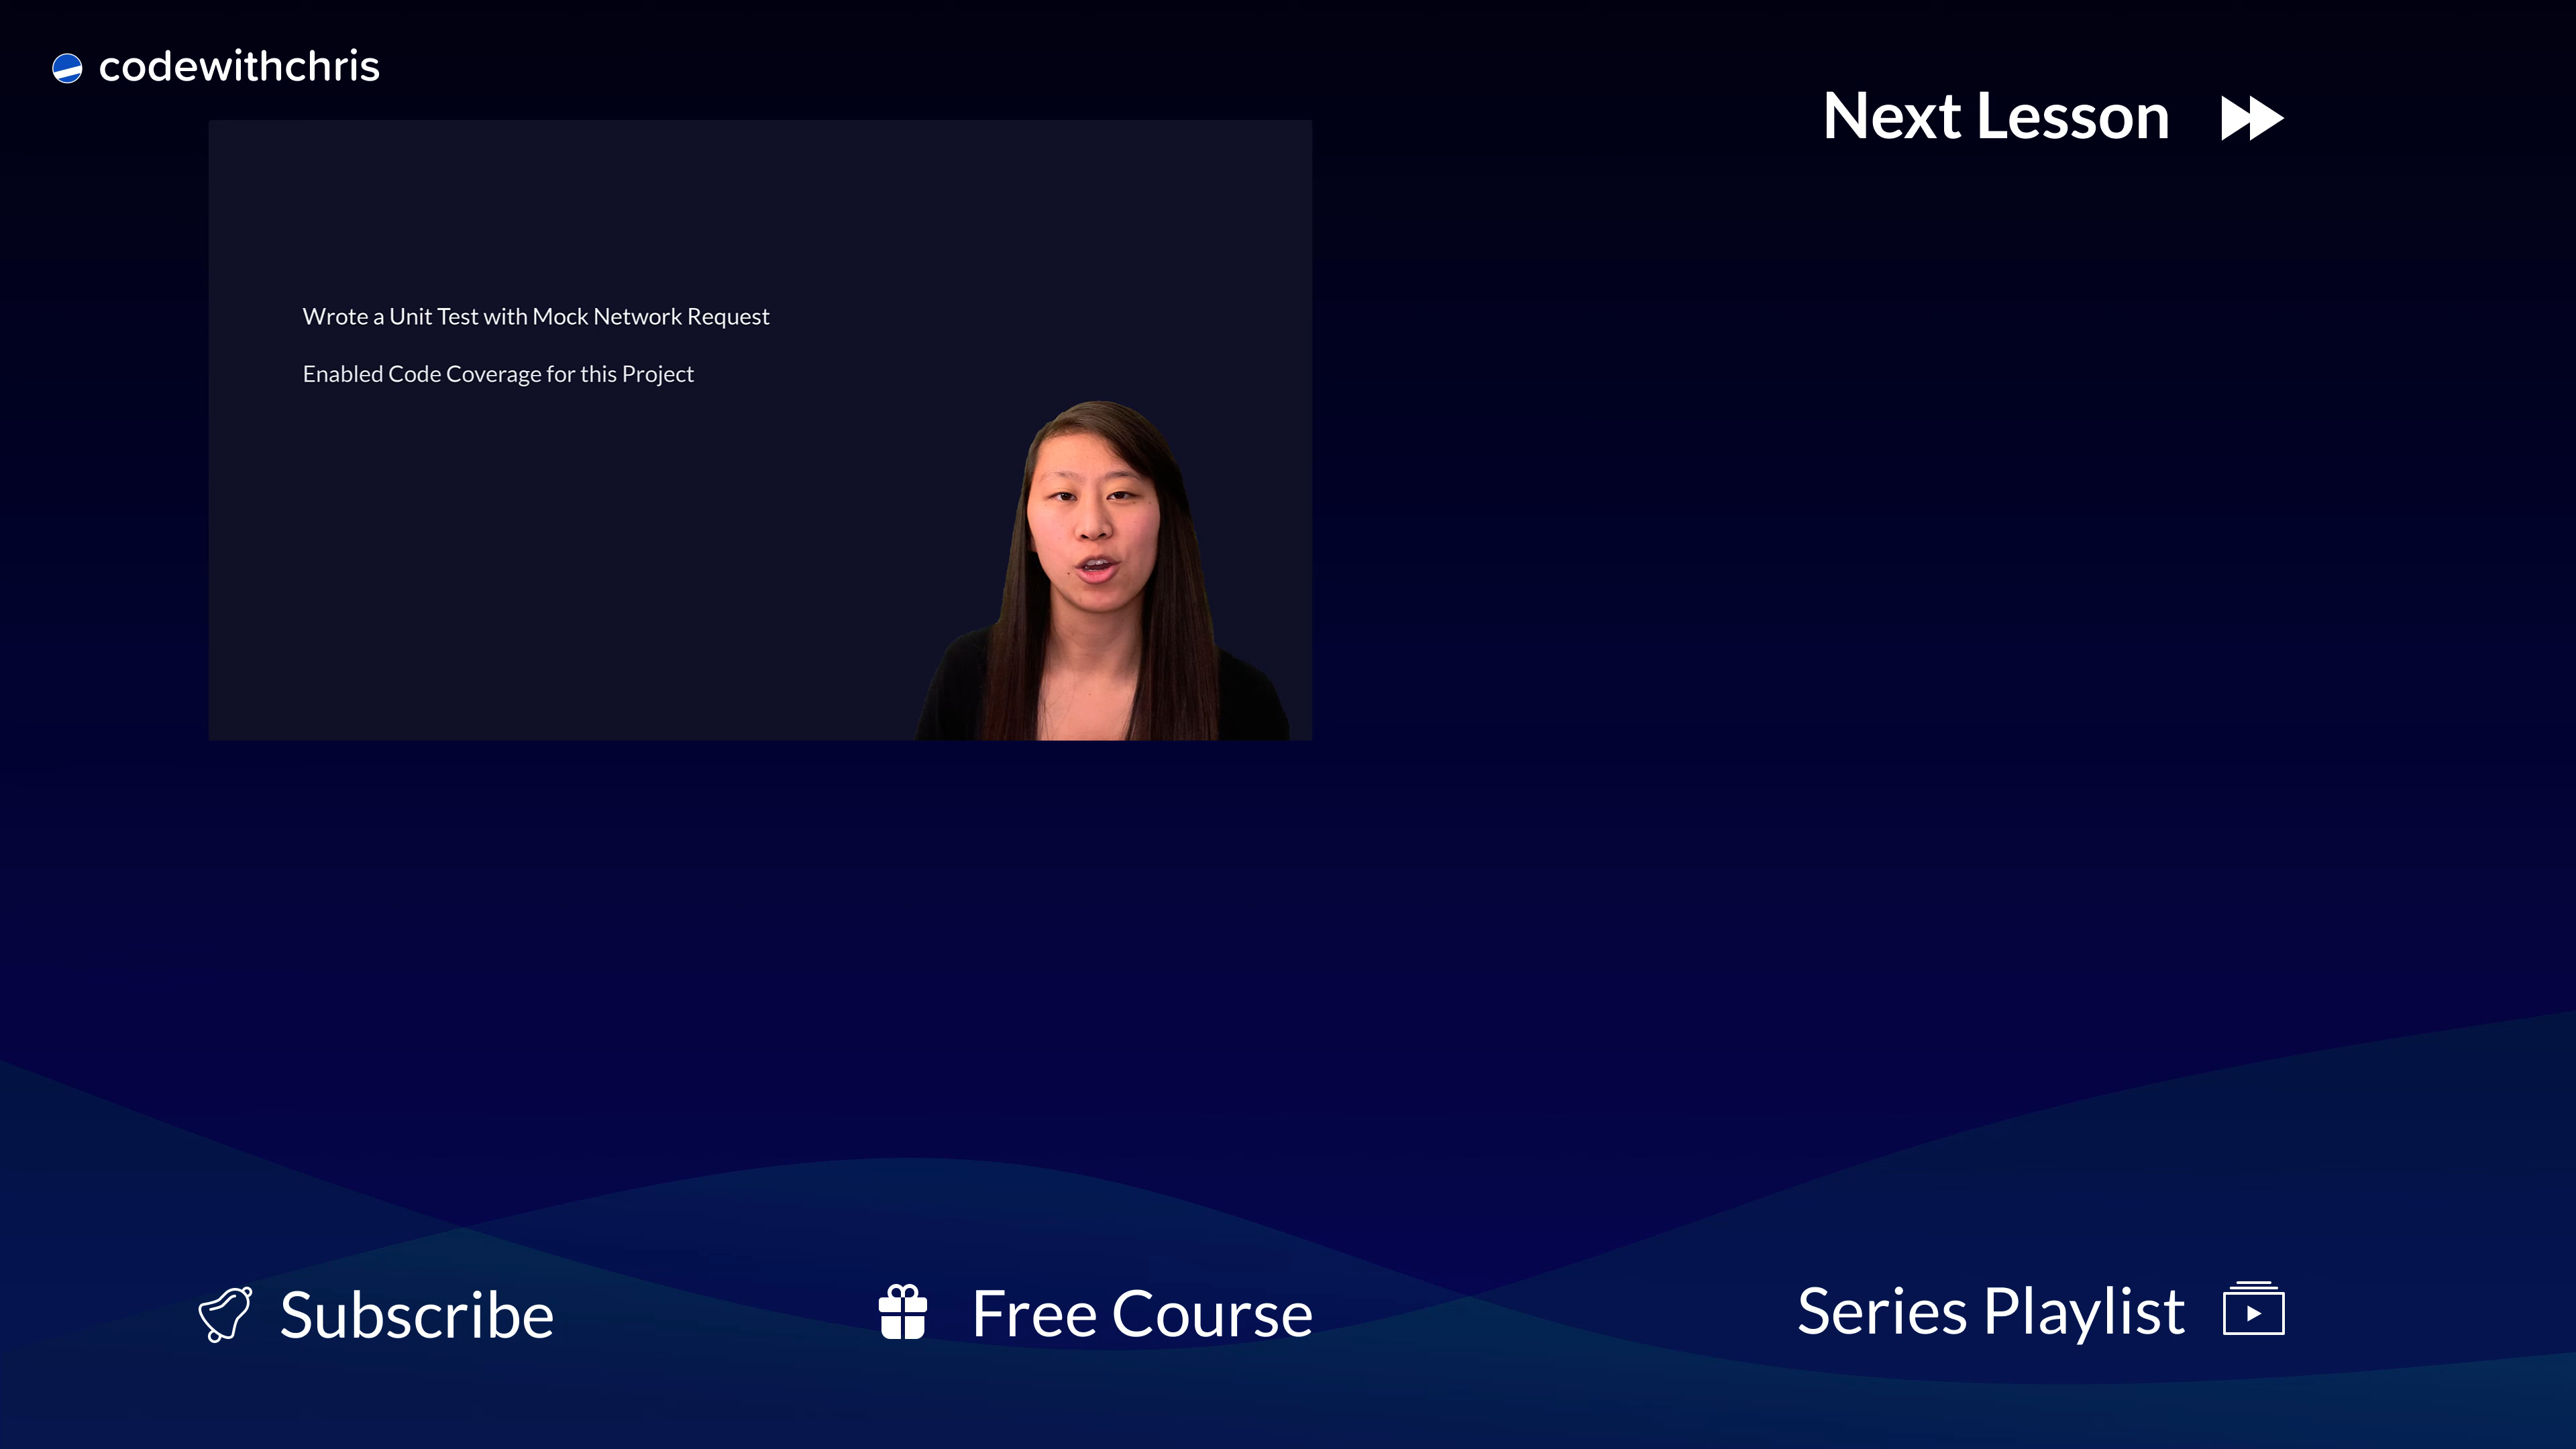 codewithchris
Next Lesson
Wrote a Unit Test with Mock Network Request
Enabled Code Coverage for this Project
Subscribe
Free Course
Series Playlist